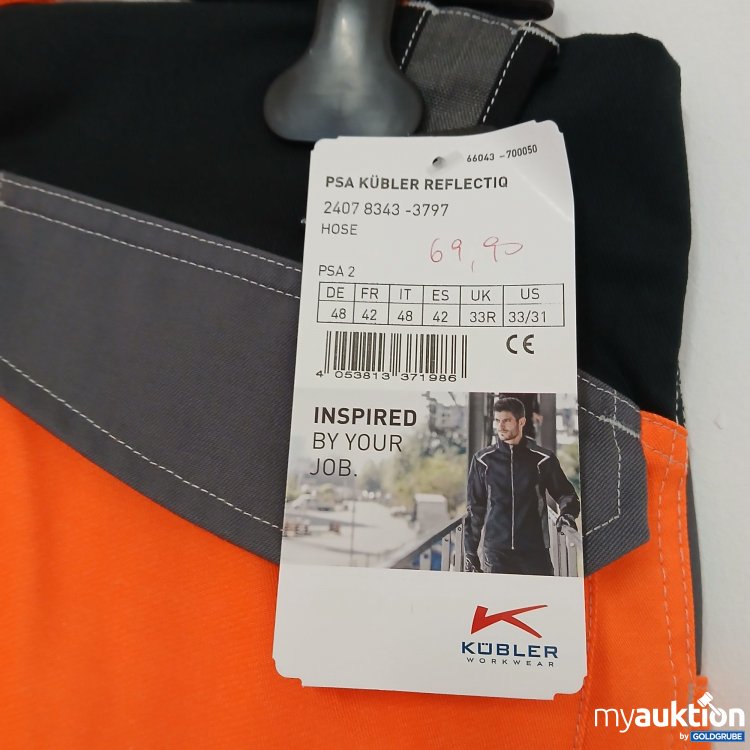 66043 -700050
PSA KÜBLER REFLECTIQ
2407 8343 -3797
HOSE
69,90
PSA 2
DE FR IT ES UK US
48 42 48 42 33R 33/31
CE
4 053813 371986
INSPIRED
BY YOUR
JOB.
KÜBLER
WORKWEAR
myauktion
by GOLDGRUBE